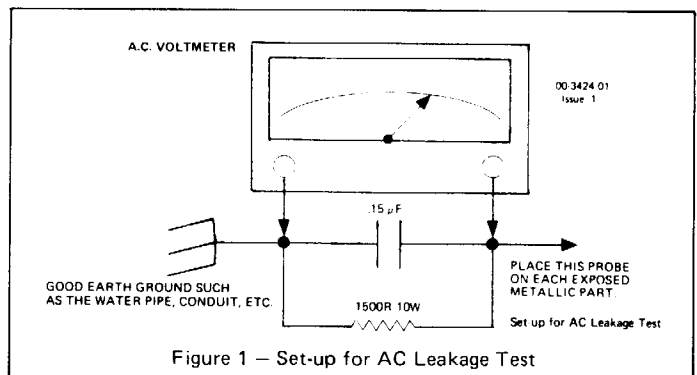 A.C. VOLTMETER
00-3424 01
Issue 1
.15 µF
GOOD EARTH GROUND SUCH
AS THE WATER PIPE, CONDUIT, ETC.
PLACE THIS PROBE
ON EACH EXPOSED
METALLIC PART.
1500R 10W
Set up for AC Leakage Test
Figure 1 – Set-up for AC Leakage Test